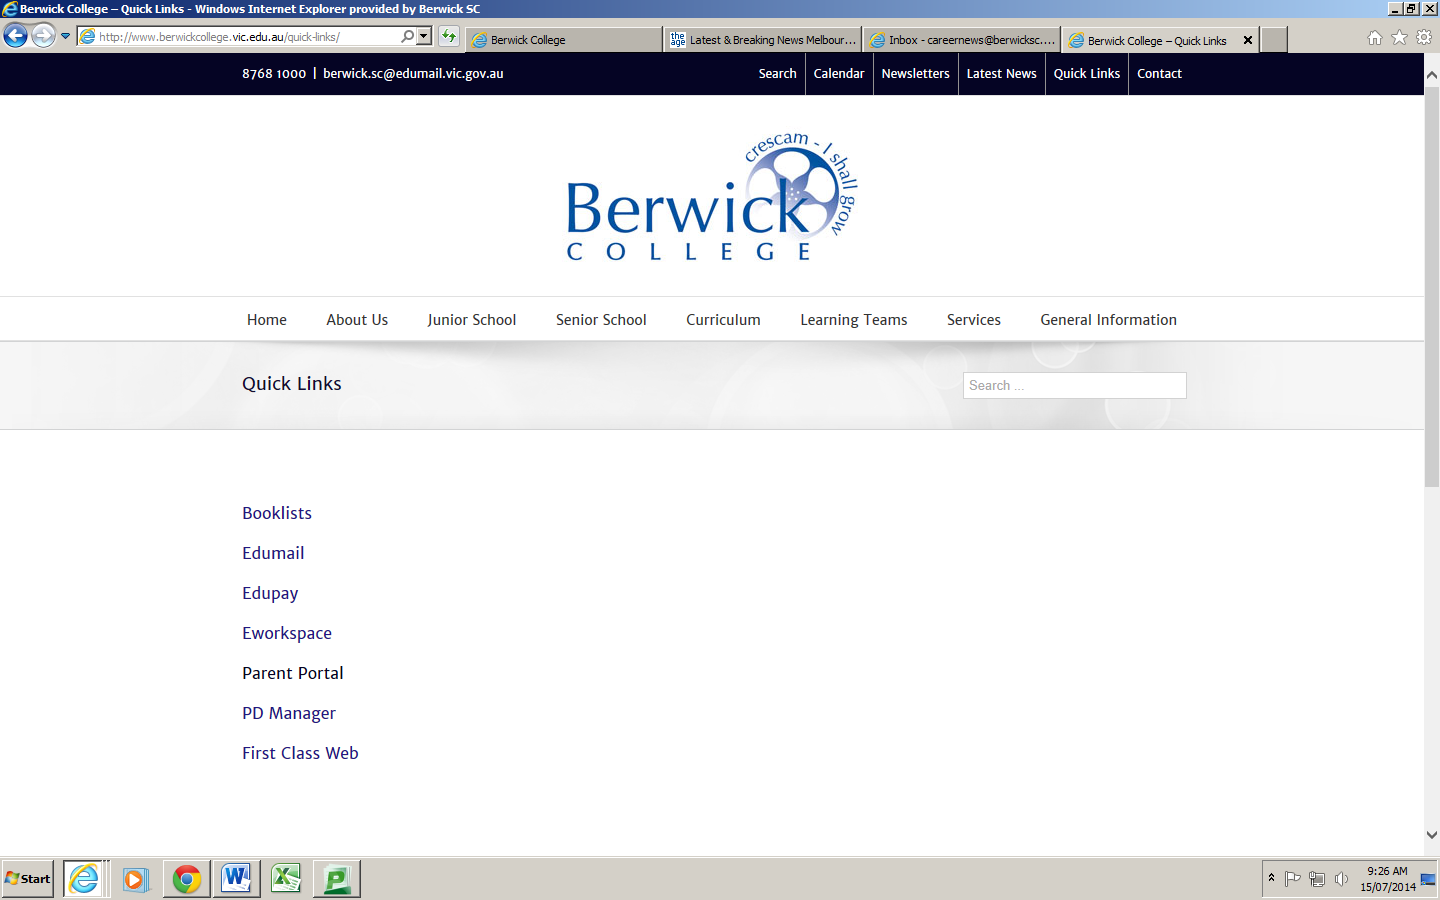 Berwick College – Quick Links - Windows Internet Explorer provided by Berwick SC
http://www.berwickcollege.vic.edu.au/quick-links/
Berwick College
the age
Latest & Breaking News Melbour...
Inbox - careernews@berwicksc....
Berwick College – Quick Links
8768 1000 | berwick.sc@edumail.vic.gov.au
Search Calendar Newsletters Latest News Quick Links Contact
crescam - I shall grow
Berwick
COLLEGE
Home About Us Junior School Senior School Curriculum Learning Teams Services General Information
Quick Links
Search ...
Booklists
Edumail
Edupay
Eworkspace
Parent Portal
PD Manager
First Class Web
Start
9:26 AM
15/07/2014